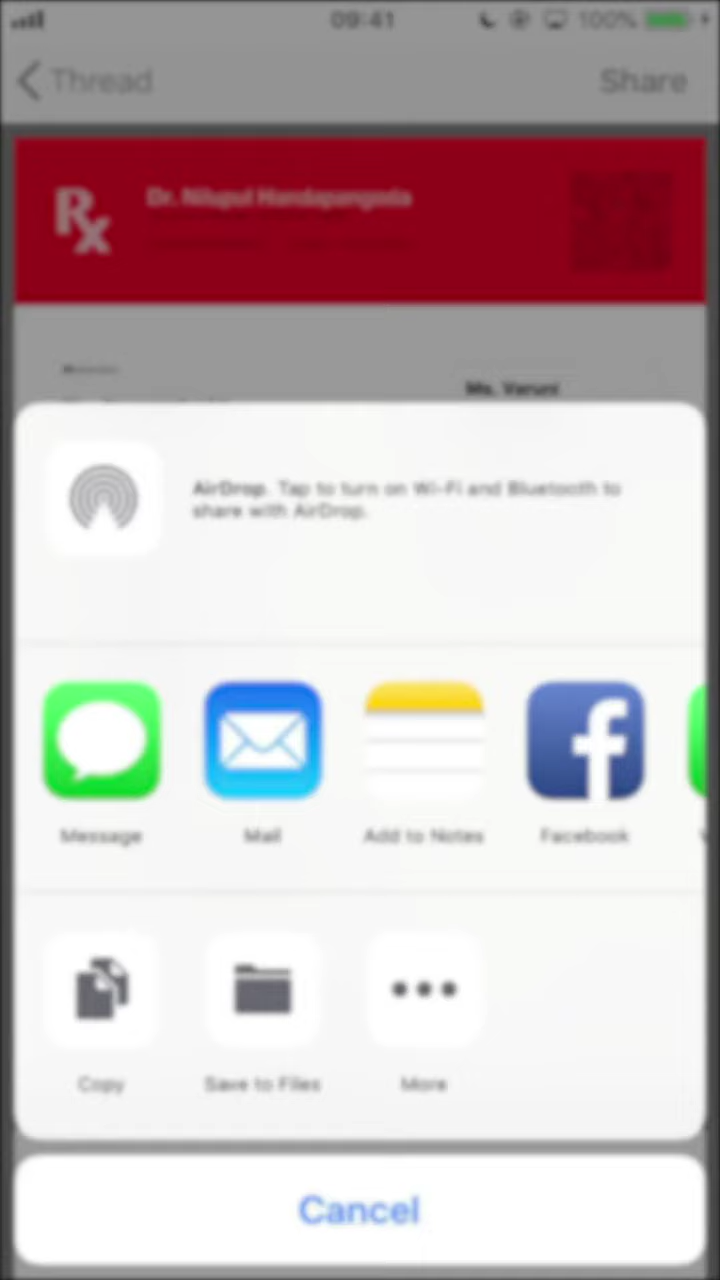 09:41 100%
Thread Share
Rx
Dr. Nilupul Handapangoda
Ms. Varuni
AirDrop. Tap to turn on Wi-Fi and Bluetooth to
share with AirDrop.
Message Mail Add to Notes Facebook
Copy Save to Files More
Cancel